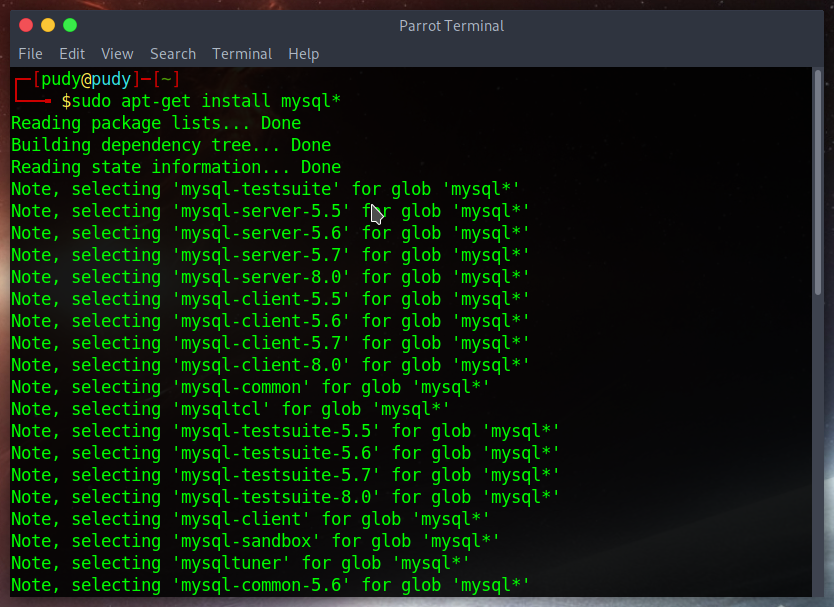 Parrot Terminal
File Edit View Search Terminal Help
[pudy@pudy]─[~]
$sudo apt-get install mysql*
Reading package lists... Done
Building dependency tree... Done
Reading state information... Done
Note, selecting 'mysql-testsuite' for glob 'mysql*'
Note, selecting 'mysql-server-5.5' for glob 'mysql*'
Note, selecting 'mysql-server-5.6' for glob 'mysql*'
Note, selecting 'mysql-server-5.7' for glob 'mysql*'
Note, selecting 'mysql-server-8.0' for glob 'mysql*'
Note, selecting 'mysql-client-5.5' for glob 'mysql*'
Note, selecting 'mysql-client-5.6' for glob 'mysql*'
Note, selecting 'mysql-client-5.7' for glob 'mysql*'
Note, selecting 'mysql-client-8.0' for glob 'mysql*'
Note, selecting 'mysql-common' for glob 'mysql*'
Note, selecting 'mysqltcl' for glob 'mysql*'
Note, selecting 'mysql-testsuite-5.5' for glob 'mysql*'
Note, selecting 'mysql-testsuite-5.6' for glob 'mysql*'
Note, selecting 'mysql-testsuite-5.7' for glob 'mysql*'
Note, selecting 'mysql-testsuite-8.0' for glob 'mysql*'
Note, selecting 'mysql-client' for glob 'mysql*'
Note, selecting 'mysql-sandbox' for glob 'mysql*'
Note, selecting 'mysqltuner' for glob 'mysql*'
Note, selecting 'mysql-common-5.6' for glob 'mysql*'